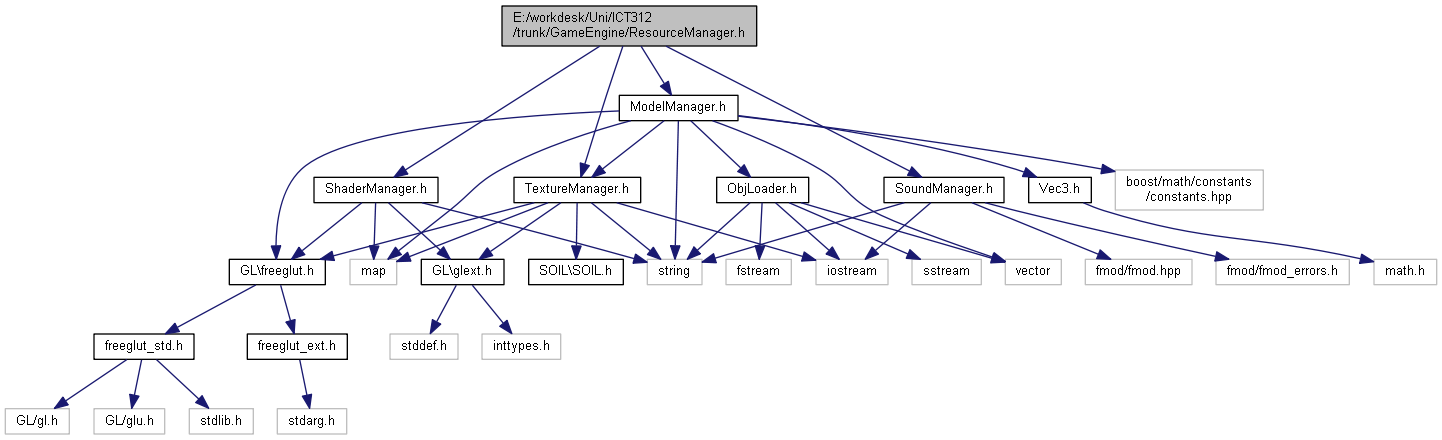 E:/workdesk/Uni/ICT312
/trunk/GameEngine/ResourceManager.h
ModelManager.h
ShaderManager.h
TextureManager.h
ObjLoader.h
SoundManager.h
Vec3.h
boost/math/constants
/constants.hpp
GL\freeglut.h
map
GL\glext.h
SOIL\SOIL.h
string
fstream
iostream
sstream
vector
fmod/fmod.hpp
fmod/fmod_errors.h
math.h
freeglut_std.h
freeglut_ext.h
stddef.h
inttypes.h
GL/gl.h
GL/glu.h
stdlib.h
stdarg.h